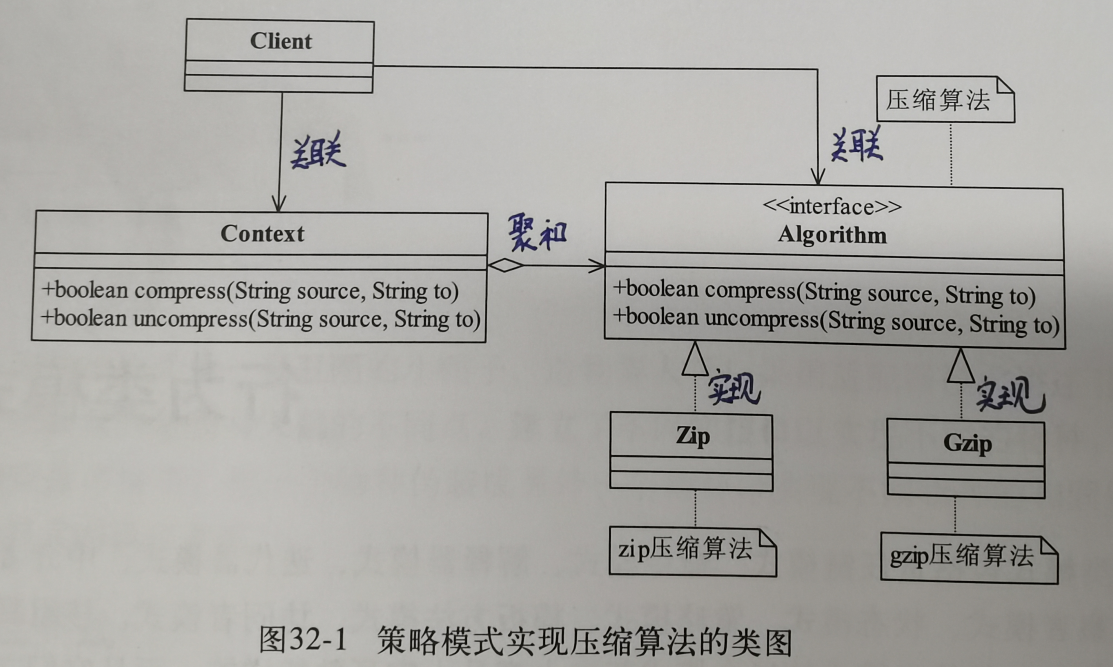 Client
压缩算法
关联
关联
<<interface>>
Algorithm
Context
聚和
+boolean compress(String source, String to)
+boolean uncompress(String source, String to)
+boolean compress(String source, String to)
+boolean uncompress(String source, String to)
实现
实现
Zip
Gzip
zip压缩算法
gzip压缩算法
图32-1 策略模式实现压缩算法的类图